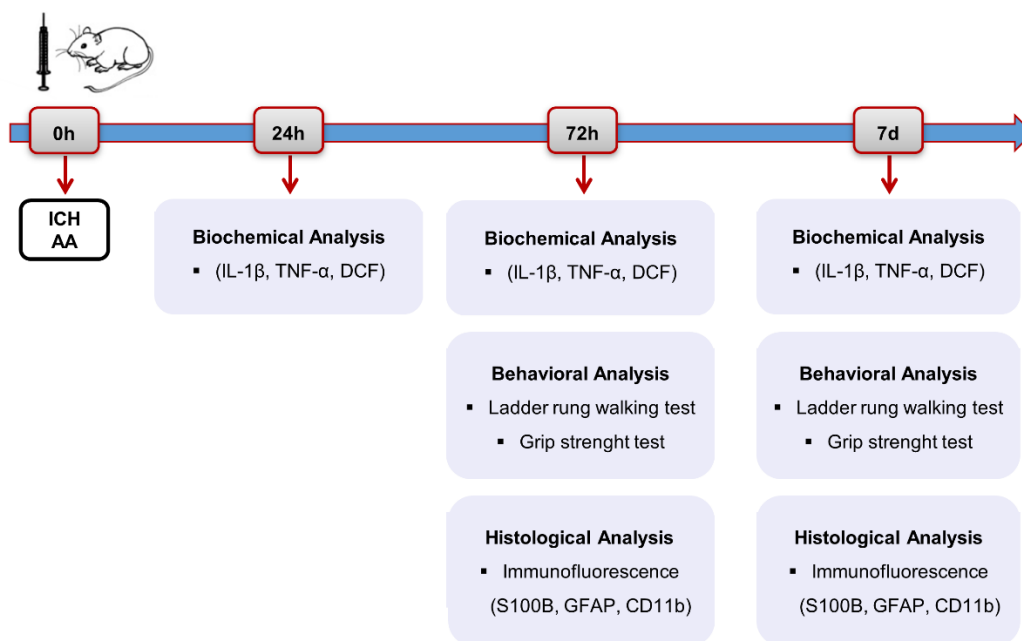 0h
24h
72h
7d
ICH
AA
Biochemical Analysis
▪ (IL-1β, TNF-α, DCF)
Biochemical Analysis
▪ (IL-1β, TNF-α, DCF)
Behavioral Analysis
▪ Ladder rung walking test
▪ Grip strenght test
Histological Analysis
▪ Immunofluorescence
(S100B, GFAP, CD11b)
Biochemical Analysis
▪ (IL-1β, TNF-α, DCF)
Behavioral Analysis
▪ Ladder rung walking test
▪ Grip strenght test
Histological Analysis
▪ Immunofluorescence
(S100B, GFAP, CD11b)